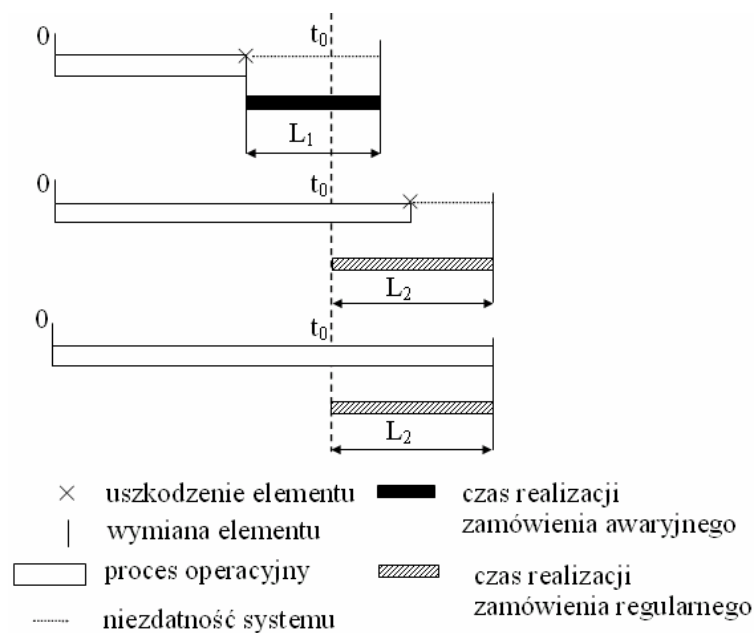 0
t₀
L₁
0
t₀
L₂
0
t₀
L₂
uszkodzenie elementu
wymiana elementu
proces operacyjny
niezdatność systemu
czas realizacji
zamówienia awaryjnego
czas realizacji
zamówienia regularnego